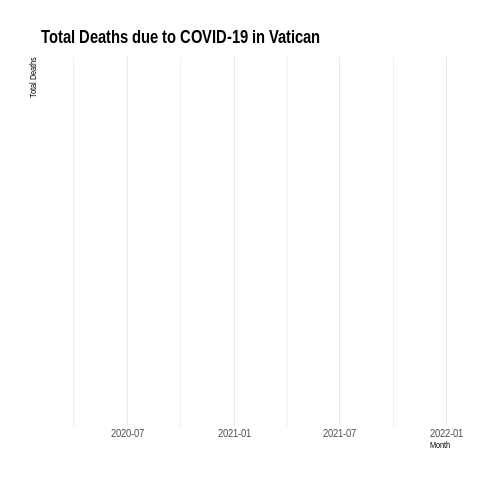 Total Deaths due to COVID-19 in Vatican
Total Deaths
2020-07
2021-01
2021-07
2022-01
Month